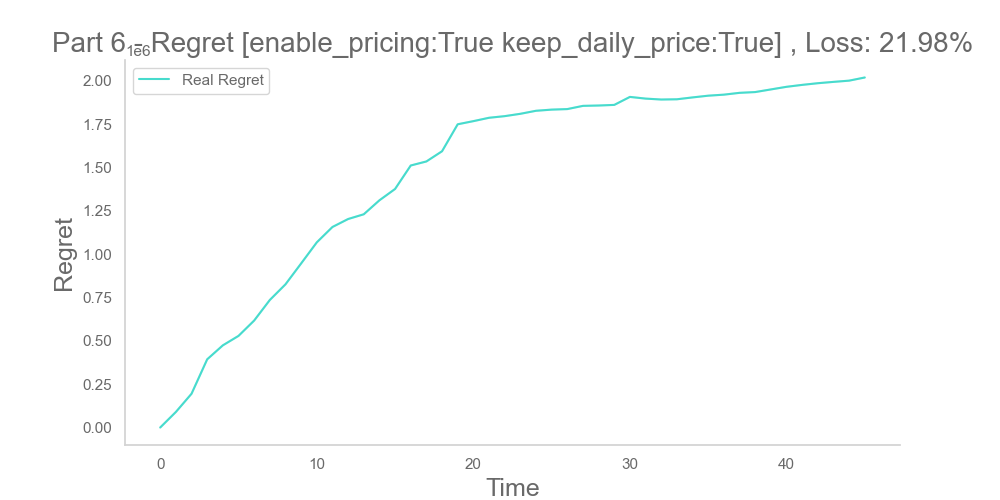 Part 6 - Regret [enable_pricing:True keep_daily_price:True] , Loss: 21.98%
1e6
Real Regret
2.00
1.75
1.50
1.25
1.00
0.75
0.50
0.25
0.00
Regret
0 10 20 30 40
Time